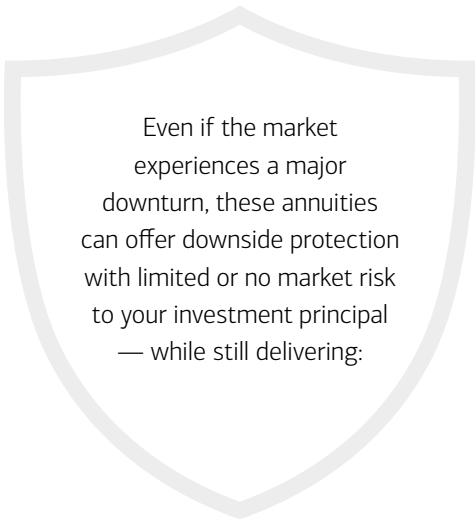 Even if the market
experiences a major
downturn, these annuities
can offer downside protection
with limited or no market risk
to your investment principal
— while still delivering: